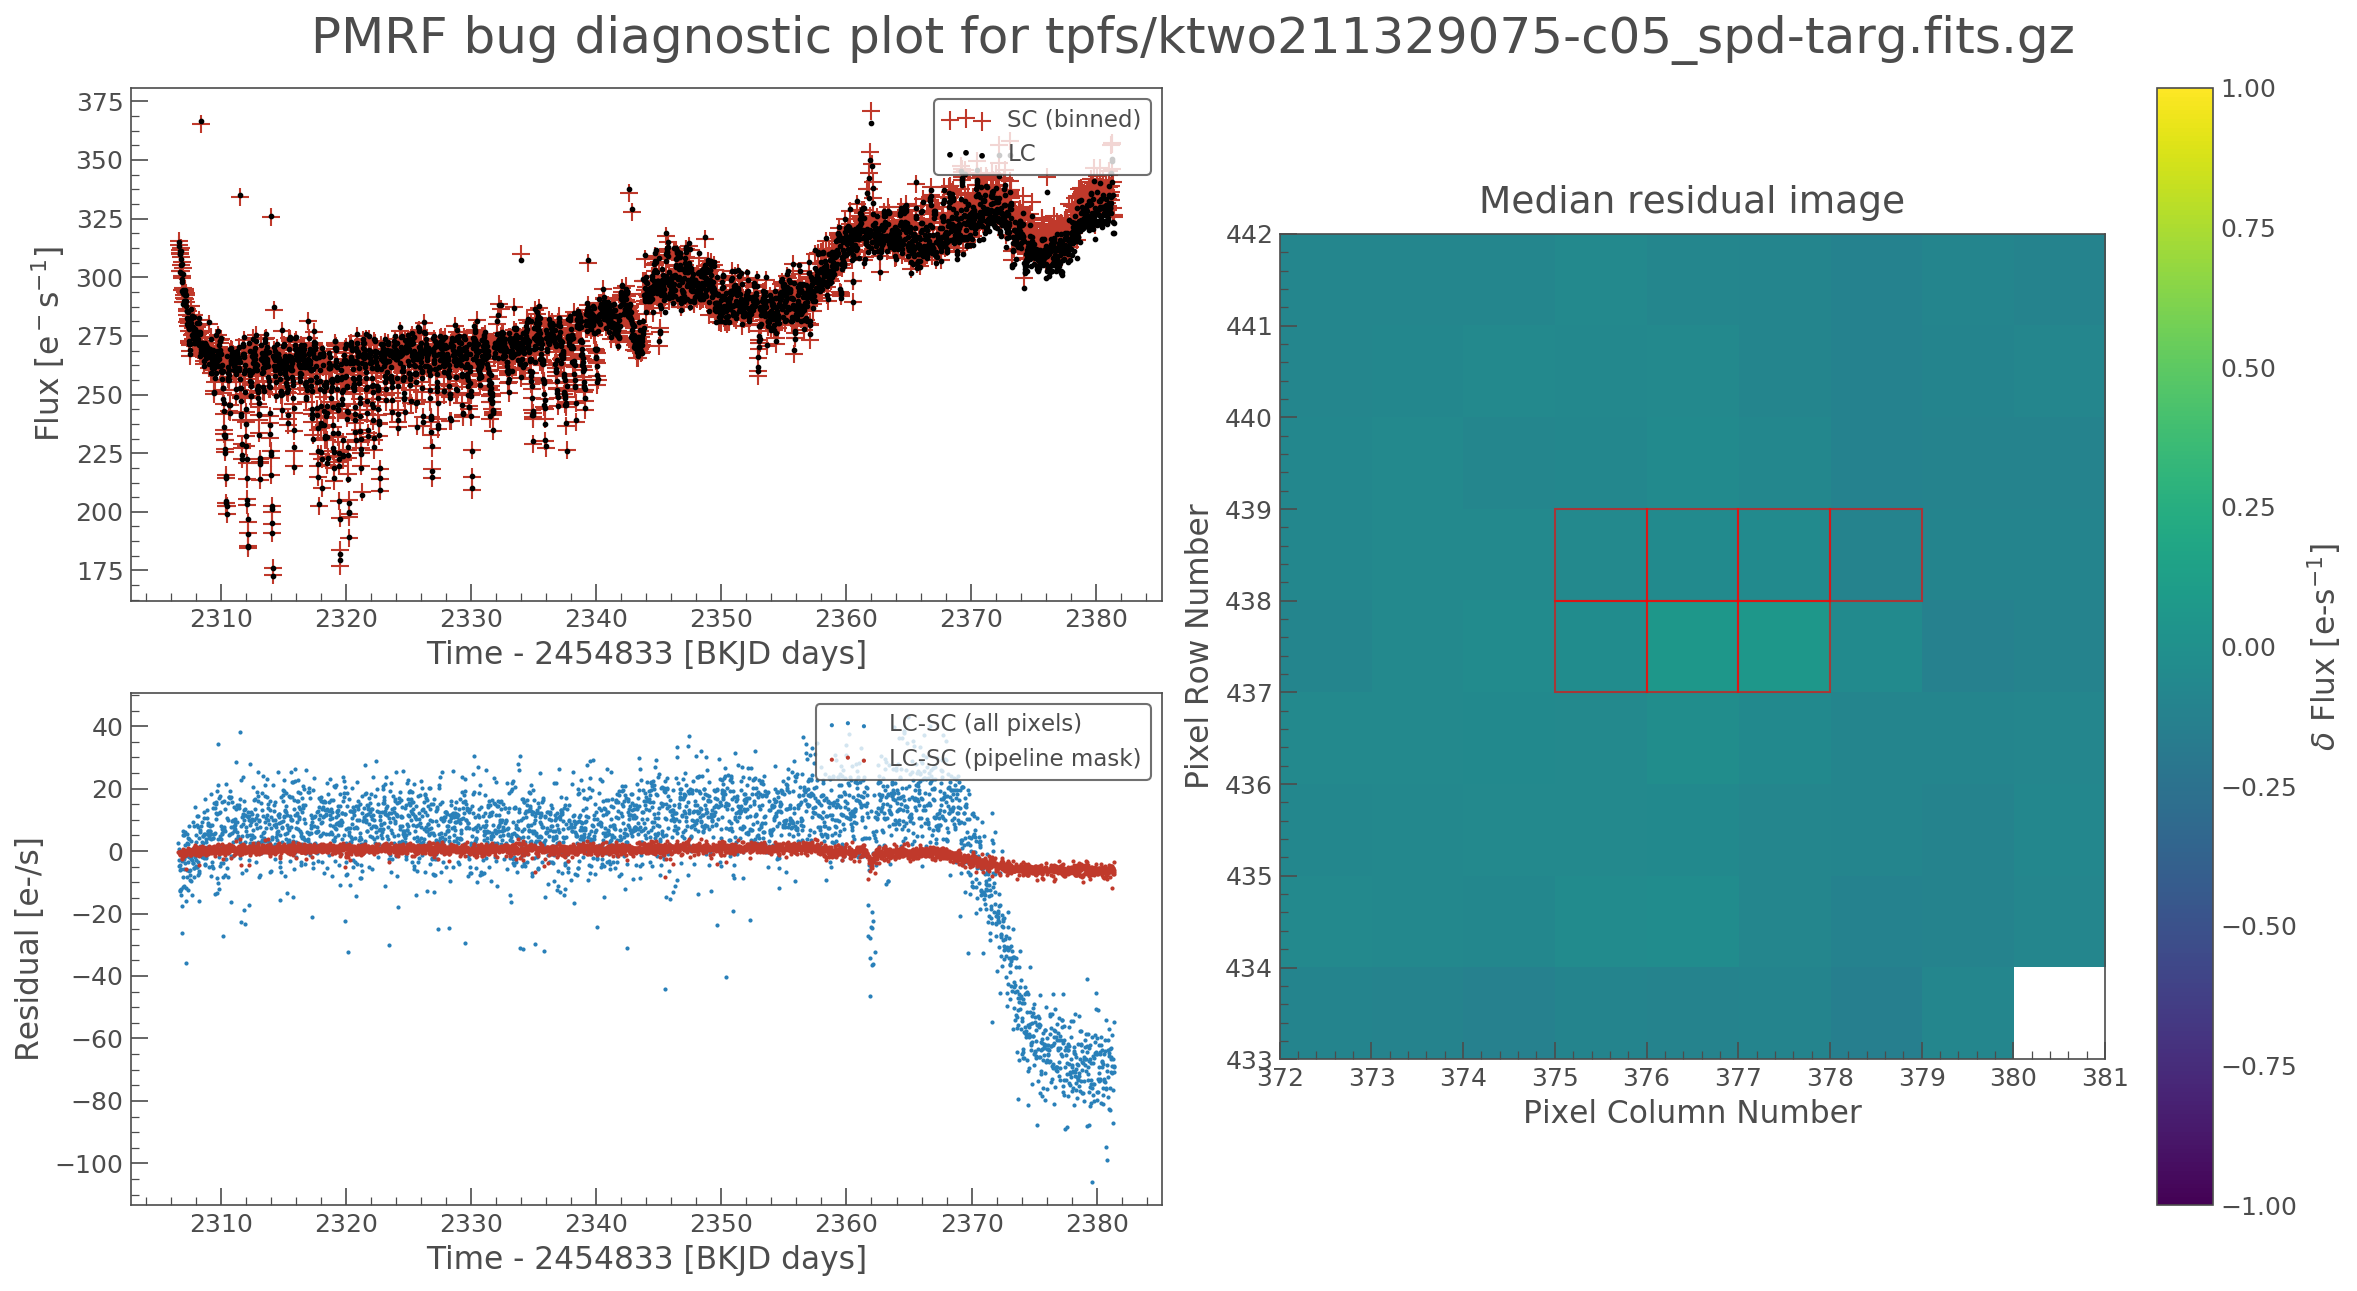 PMRF bug diagnostic plot for tpfs/ktwo211329075-c05_spd-targ.fits.gz
375
350
325
300
275
250
225
200
175
Flux [e⁻ s⁻¹]
SC (binned)
LC
2310 2320 2330 2340 2350 2360 2370 2380
Time - 2454833 [BKJD days]
40
20
0
−20
−40
−60
−80
−100
Residual [e-/s]
LC-SC (all pixels)
LC-SC (pipeline mask)
2310 2320 2330 2340 2350 2360 2370 2380
Time - 2454833 [BKJD days]
Median residual image
442
441
440
439
438
437
436
435
434
433
Pixel Row Number
372 373 374 375 376 377 378 379 380 381
Pixel Column Number
1.00
0.75
0.50
0.25
0.00
−0.25
−0.50
−0.75
−1.00
δ Flux [e-s⁻¹]